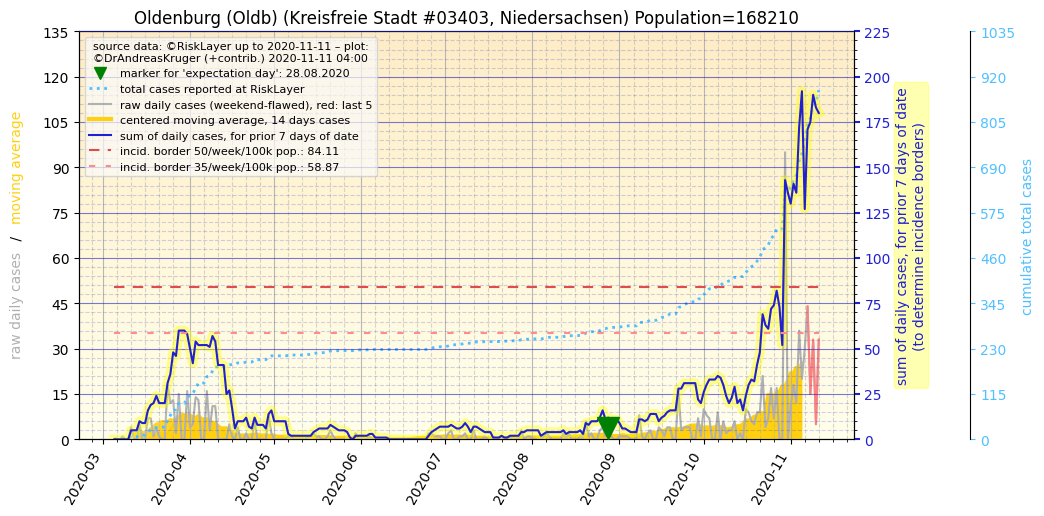 Oldenburg (Oldb) (Kreisfreie Stadt #03403, Niedersachsen) Population=168210
source data: ©RiskLayer up to 2020-11-11 – plot:
©DrAndreasKruger (+contrib.) 2020-11-11 04:00
marker for 'expectation day': 28.08.2020
total cases reported at RiskLayer
raw daily cases (weekend-flawed), red: last 5
centered moving average, 14 days cases
sum of daily cases, for prior 7 days of date
incid. border 50/week/100k pop.: 84.11
incid. border 35/week/100k pop.: 58.87
raw daily cases / moving average
135
120
105
90
75
60
45
30
15
0
225
200
175
150
125
100
75
50
25
0
sum of daily cases, for prior 7 days of date
(to determine incidence borders)
1035
920
805
690
575
460
345
230
115
0
cumulative total cases
2020-03
2020-04
2020-05
2020-06
2020-07
2020-08
2020-09
2020-10
2020-11